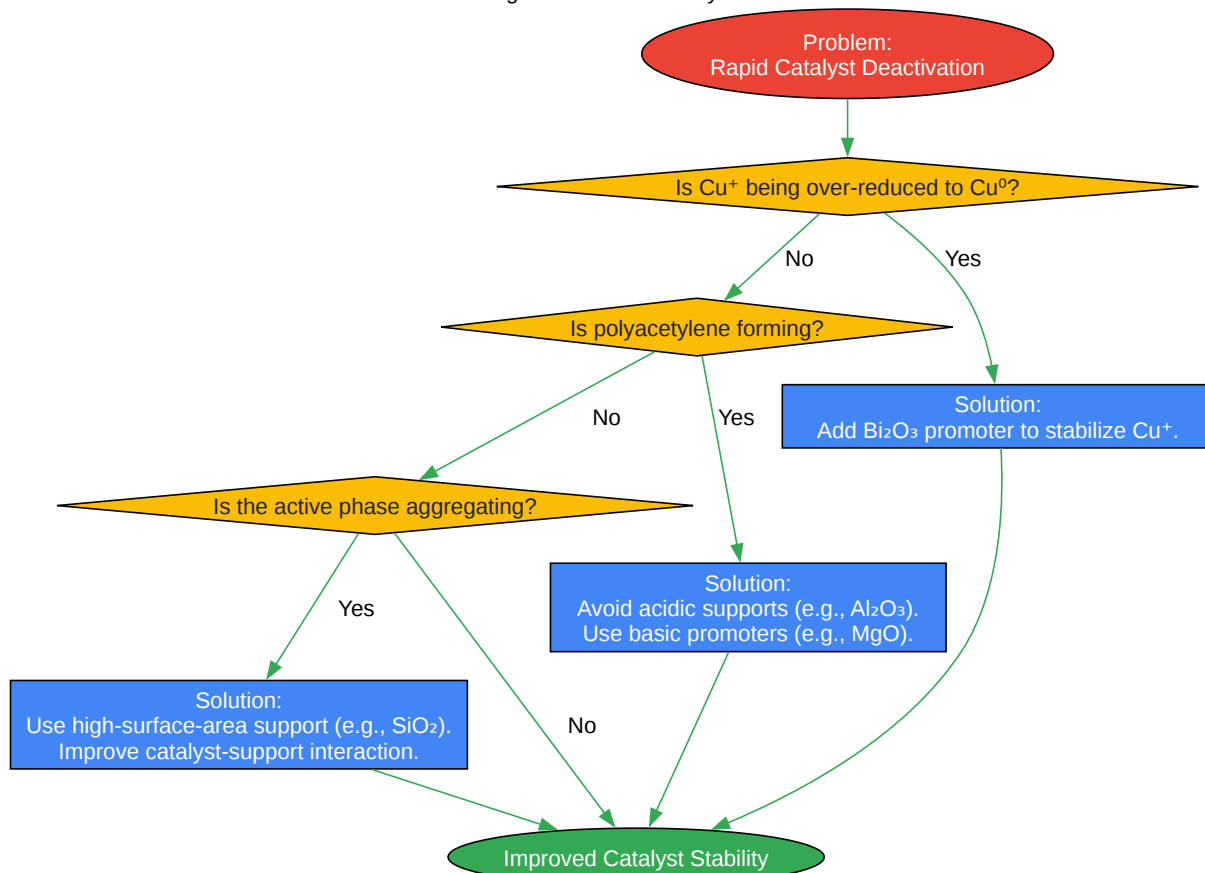 Problem:
Rapid Catalyst Deactivation
Is Cu⁺ being over-reduced to Cu⁰?
No
Yes
Is polyacetylene forming?
Solution:
Add Bi₂O₃ promoter to stabilize Cu⁺.
No
Yes
Is the active phase aggregating?
Solution:
Avoid acidic supports (e.g., Al₂O₃).
Use basic promoters (e.g., MgO).
Yes
Solution:
Use high-surface-area support (e.g., SiO₂).
Improve catalyst-support interaction.
No
Improved Catalyst Stability